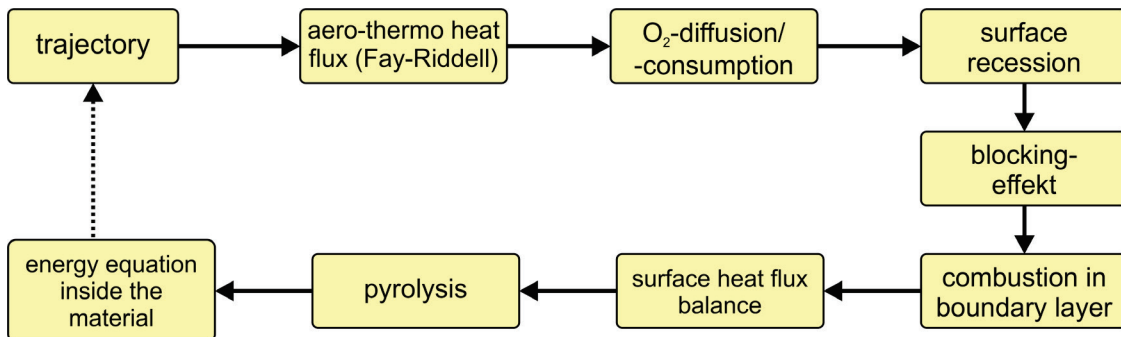 trajectory
aero-thermo heat
flux (Fay-Riddell)
O₂-diffusion/
-consumption
surface
recession
blocking-
effekt
combustion in
boundary layer
surface heat flux
balance
pyrolysis
energy equation
inside the
material